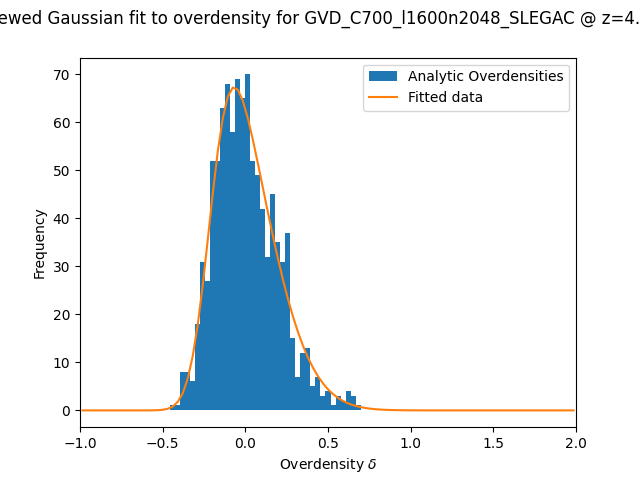 ewed Gaussian fit to overdensity for GVD_C700_l1600n2048_SLEGAC @ z=4.
Analytic Overdensities
Fitted data
Frequency
70
60
50
40
30
20
10
0
−1.0 −0.5 0.0 0.5 1.0 1.5 2.0
Overdensity δ